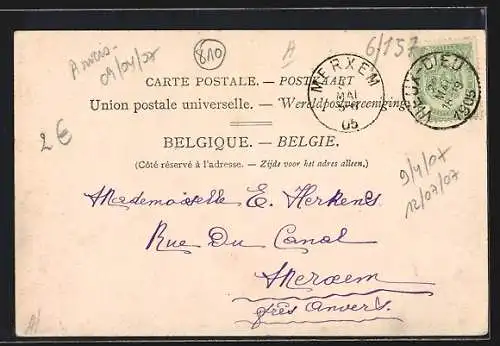 Anvers-
09/04/07
810
A
6/157
CARTE POSTALE. — POSTKAART
Union postale universelle. — Wereldpostvereeniging.
MERXEM
MAI
05
VIEUX-DIEU
MAI
1905
2 €
BELGIQUE. — BELGIE.
(Côté réservé à l'adresse. — Zijde voor het adres alleen.)
9/4/07
12/07/07
Mademoiselle E. Herkens
Rue Du Canal
Merxem
près Anvers.